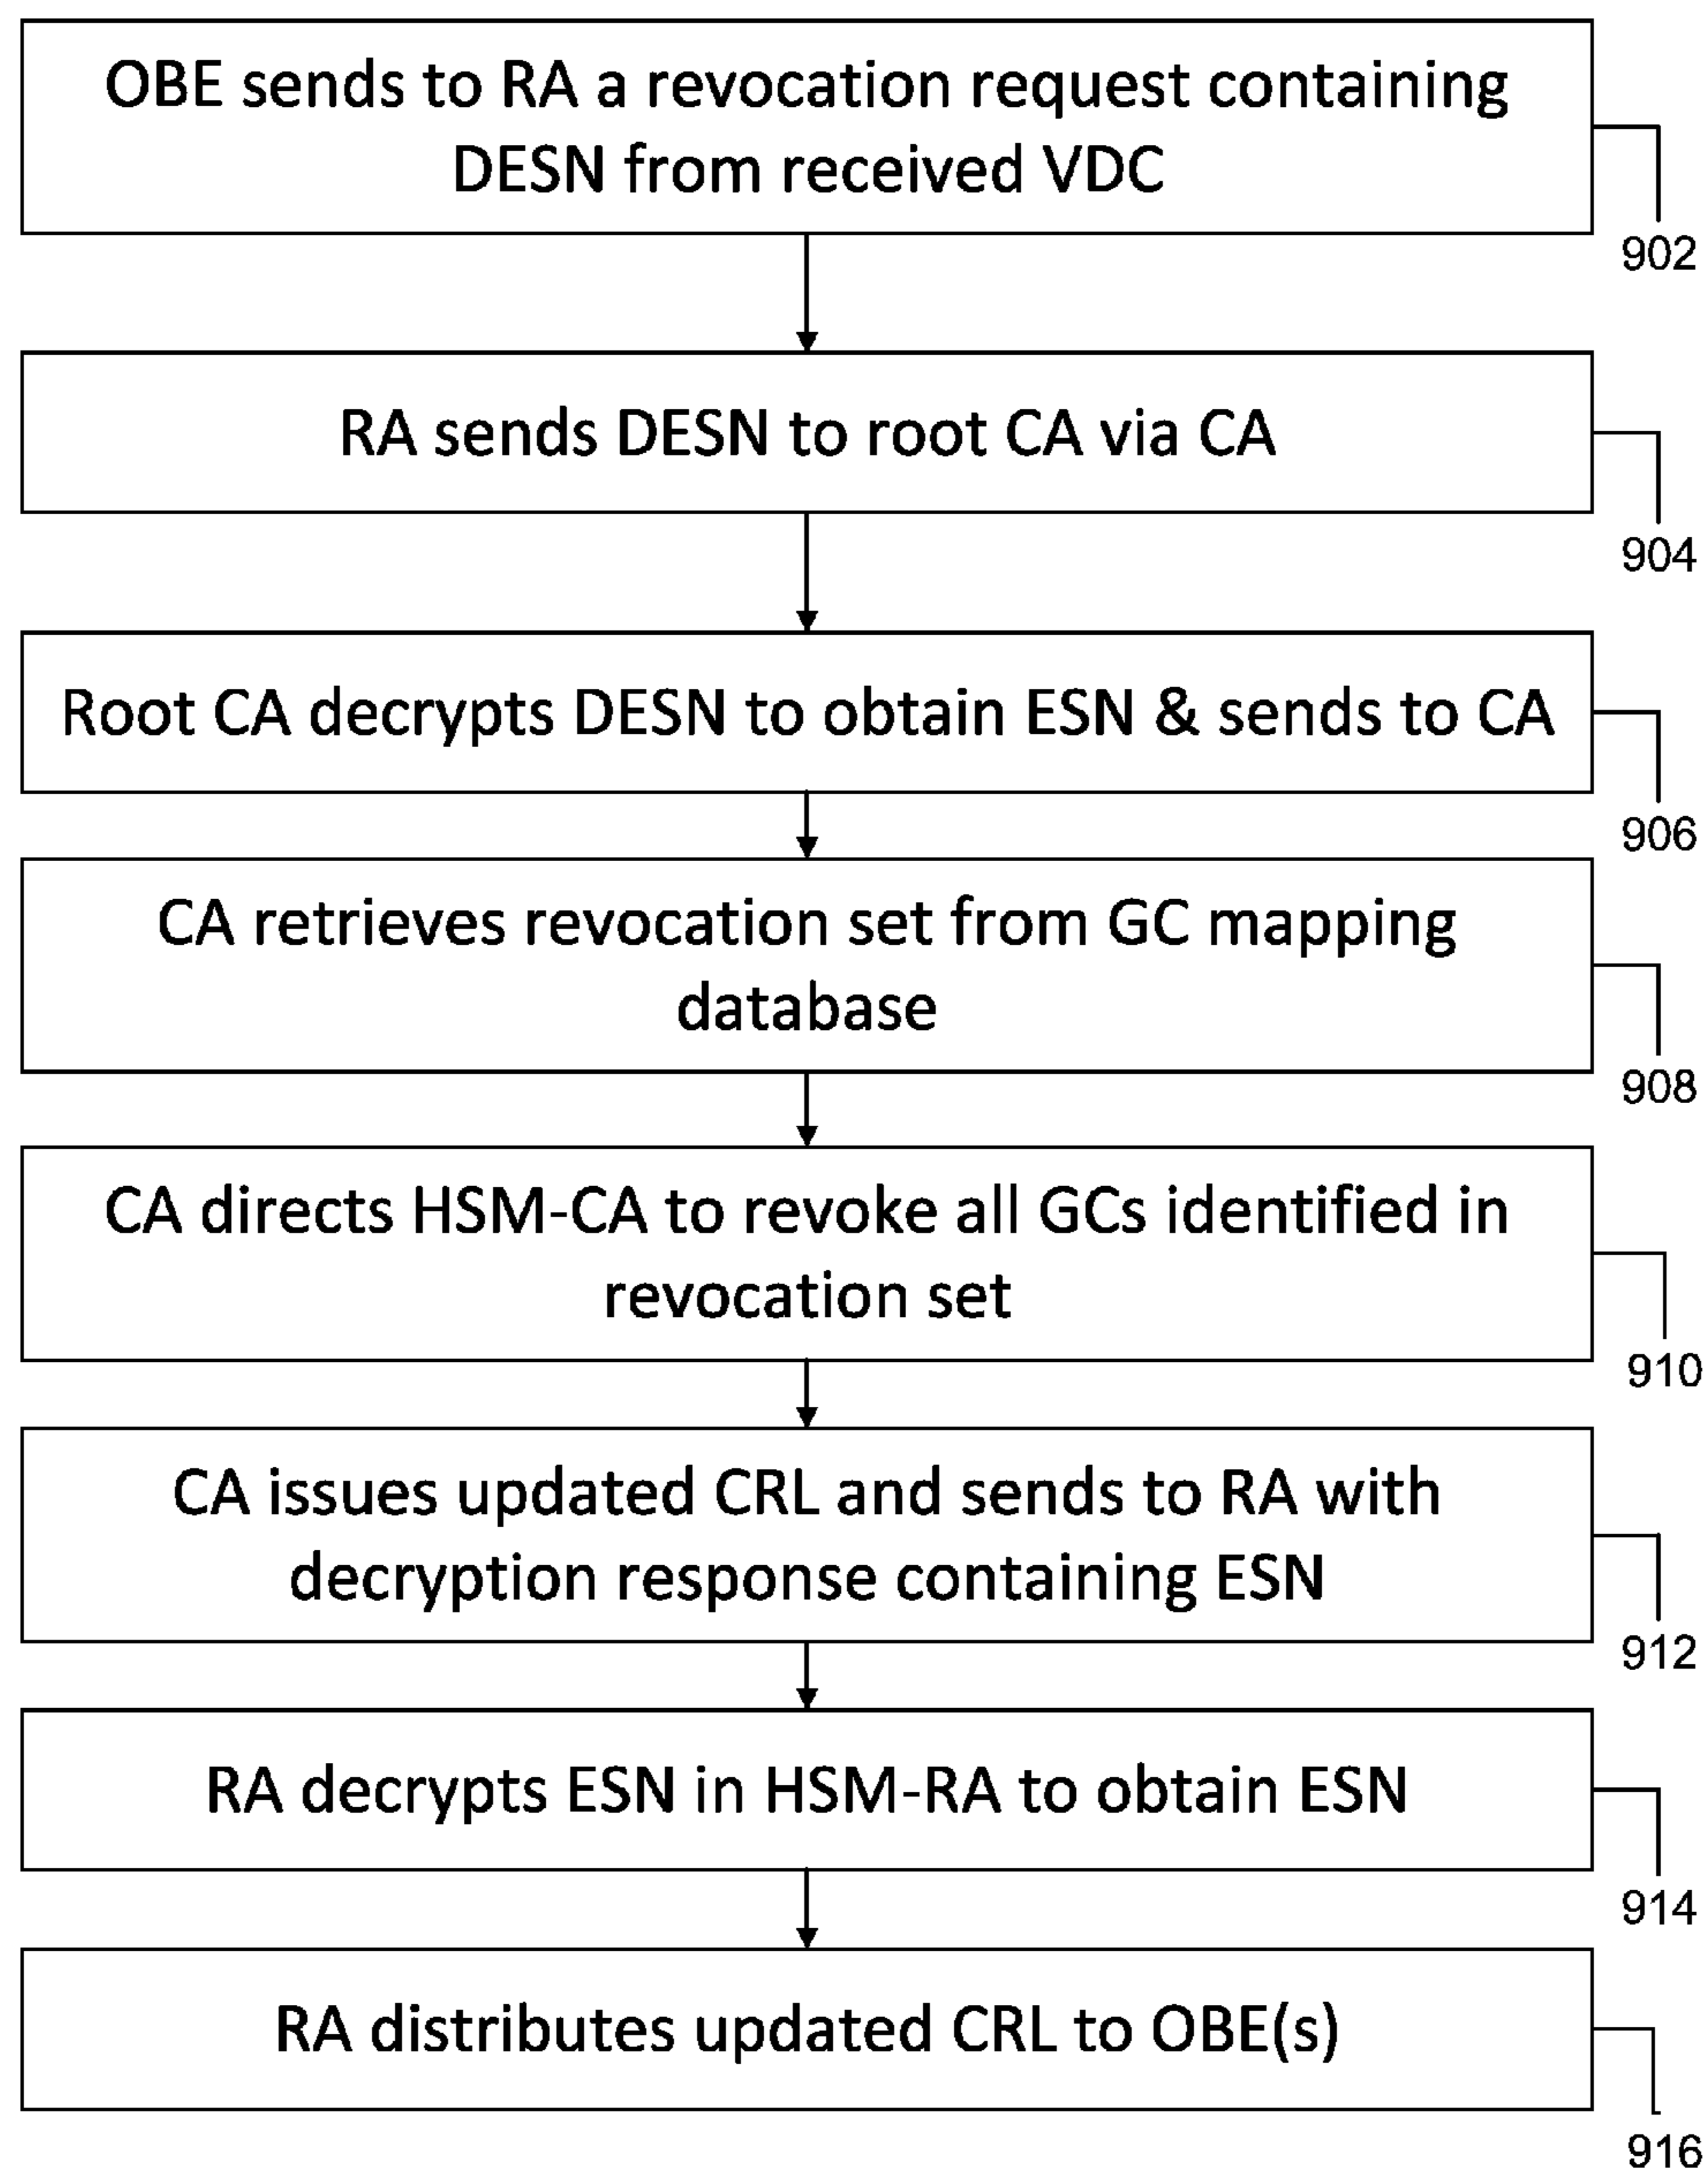 OBE sends to RA a revocation request containing
DESN from received VDC
902
RA sends DESN to root CA via CA
904
Root CA decrypts DESN to obtain ESN & sends to CA
906
CA retrieves revocation set from GC mapping
database
908
CA directs HSM-CA to revoke all GCs identified in
revocation set
910
CA issues updated CRL and sends to RA with
decryption response containing ESN
912
RA decrypts ESN in HSM-RA to obtain ESN
914
RA distributes updated CRL to OBE(s)
916